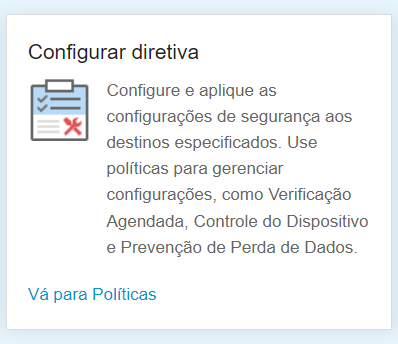 Configurar diretiva
Configure e aplique as
configurações de segurança aos
destinos especificados. Use
políticas para gerenciar
configurações, como Verificação
Agendada, Controle do Dispositivo
e Prevenção de Perda de Dados.
Vá para Políticas